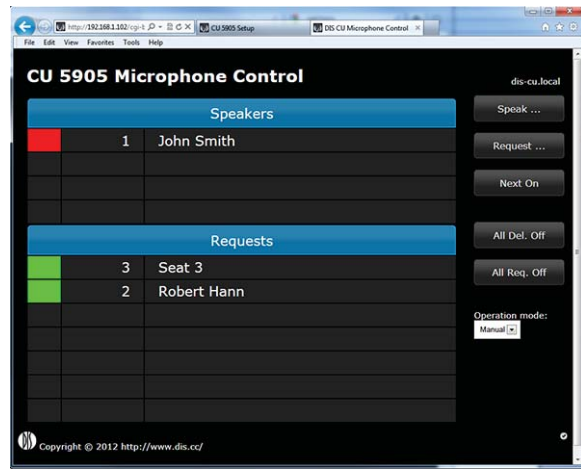 http://192.168.1.102/cgi-b
CU 5905 Setup
DIS CU Microphone Control
File Edit View Favorites Tools Help
CU 5905 Microphone Control
dis-cu.local
Speakers
Speak ...
1 John Smith
Request ...
Next On
Requests
All Del. Off
3 Seat 3
All Req. Off
2 Robert Hann
Operation mode:
Manual
DIS
Copyright © 2012 http://www.dis.cc/